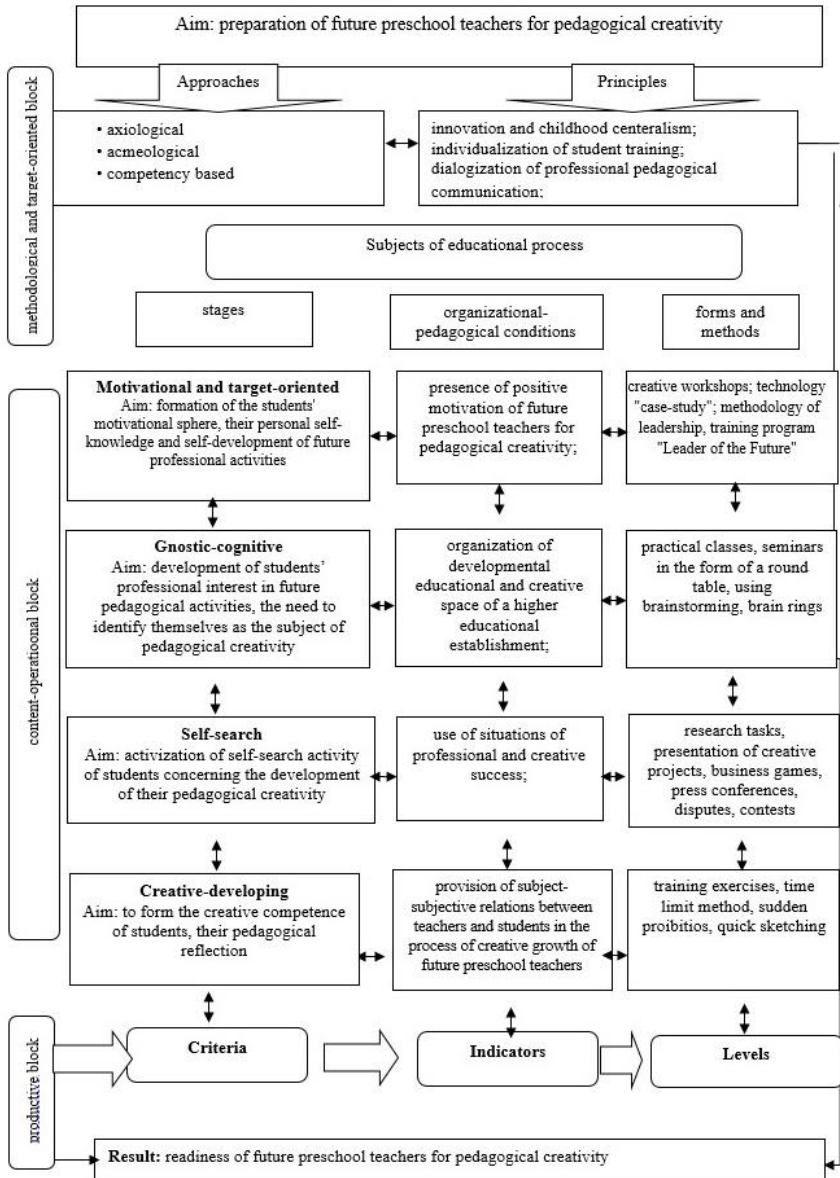 Aim: preparation of future preschool teachers for pedagogical creativity
methodological and target-oriented block
Approaches
Principles
• axiological
• acmeological
• competency based
innovation and childhood centralism;
individualization of student training;
dialogization of professional pedagogical
communication;
Subjects of educational process
stages
organizational-
pedagogical conditions
forms and
methods
content-operatioonal block
Motivational and target-oriented
Aim: formation of the students'
motivational sphere, their personal self-
knowledge and self-development of future
professional activities
presence of positive
motivation of future
preschool teachers for
pedagogical creativity;
creative workshops; technology
"case-study"; methodology of
leadership, training program
"Leader of the Future"
Gnostic-cognitive
Aim: development of students’
professional interest in future
pedagogical activities, the need to
identify themselves as the subject of
pedagogical creativity
organization of
developmental
educational and creative
space of a higher
educational
establishment;
practical classes, seminars
in the form of a round
table, using
brainstorming, brain rings
Self-search
Aim: activization of self-search activity
of students concerning the development
of their pedagogical creativity
use of situations of
professional and creative
success;
research tasks,
presentation of creative
projects, business games,
press conferences,
disputes, contests
Creative-developing
Aim: to form the creative competence
of students, their pedagogical
reflection
provision of subject-
subjective relations between
teachers and students in the
process of creative growth of
future preschool teachers
training exercises, time
limit method, sudden
proibitios, quick sketching
productive block
Criteria
Indicators
Levels
Result: readiness of future preschool teachers for pedagogical creativity